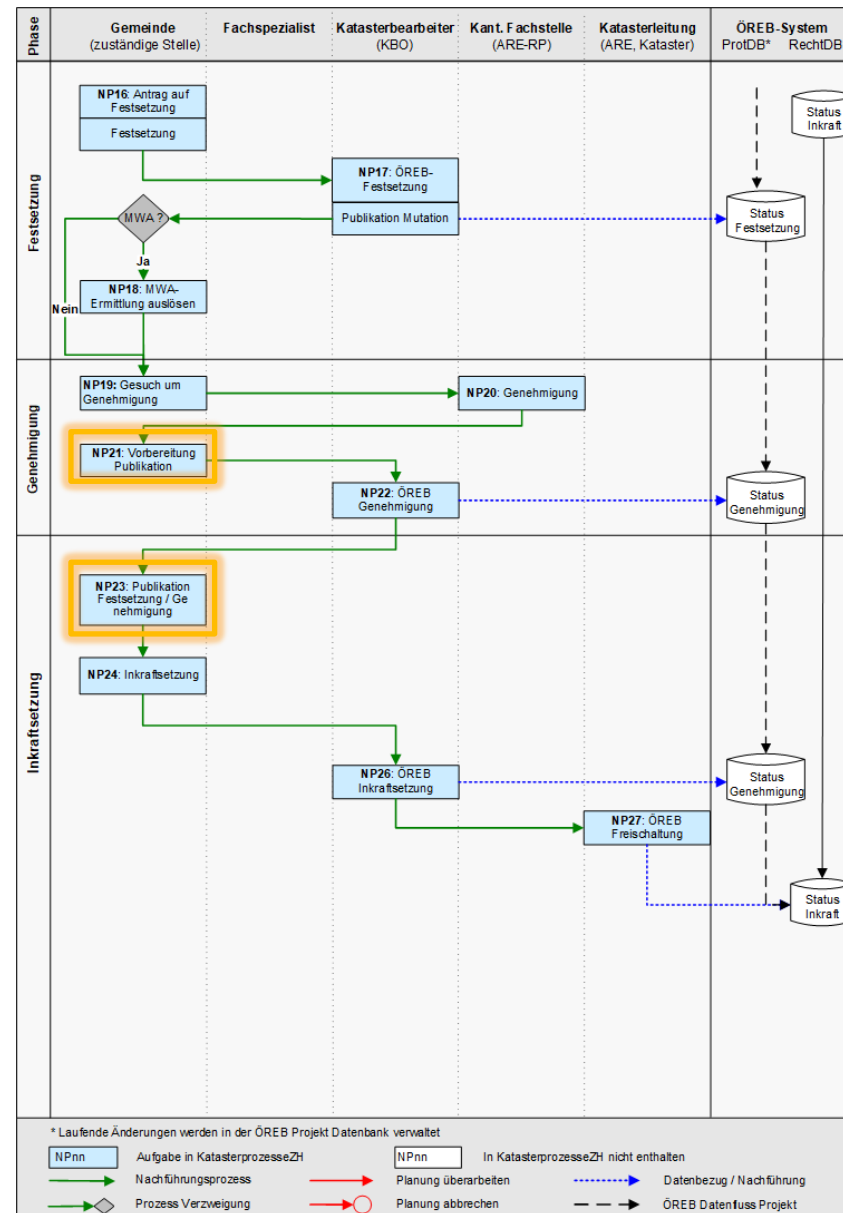 Phase
Gemeinde
(zuständige Stelle)
Fachspezialist
Katasterbearbeiter
(KBO)
Kant. Fachstelle
(ARE-RP)
Katasterleitung
(ARE, Kataster)
ÖREB-System
ProtDB* RechtDB
Festsetzung
NP16: Antrag auf
Festsetzung
Festsetzung
Status
Inkraft
NP17: ÖREB-
Festsetzung
Publikation Mutation
MWA ?
Status
Festsetzung
Ja
NP18: MWA-
Ermittlung auslösen
Nein
Genehmigung
NP19: Gesuch um
Genehmigung
NP20: Genehmigung
NP21: Vorbereitung
Publikation
NP22: ÖREB
Genehmigung
Status
Genehmigung
Inkraftsetzung
NP23: Publikation
Festsetzung / Ge
nehmigung
NP24: Inkraftsetzung
NP26: ÖREB
Inkraftsetzung
Status
Genehmigung
NP27: ÖREB
Freischaltung
Status
Inkraft
* Laufende Änderungen werden in der ÖREB Projekt Datenbank verwaltet
NPnn Aufgabe in KatasterprozesseZH NPnn In KatasterprozesseZH nicht enthalten
Nachführungsprozess Planung überarbeiten Datenbezug / Nachführung
Prozess Verzweigung Planung abbrechen ÖREB Datenfluss Projekt